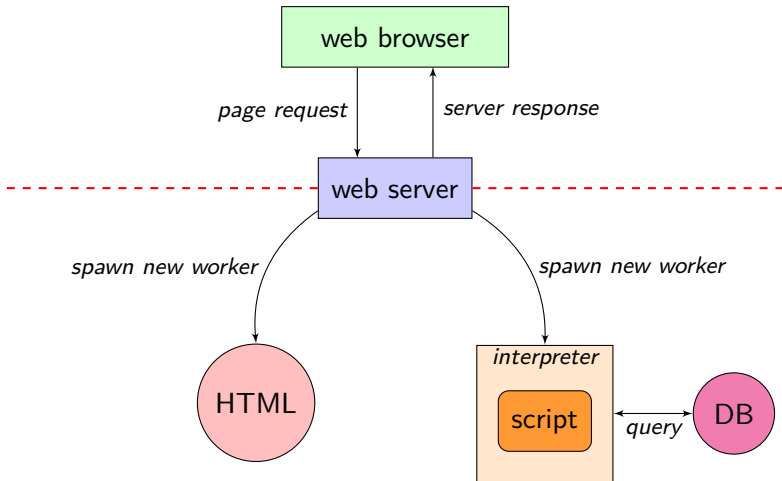 web browser
page request
server response
web server
spawn new worker
spawn new worker
interpreter
HTML
script
DB
query